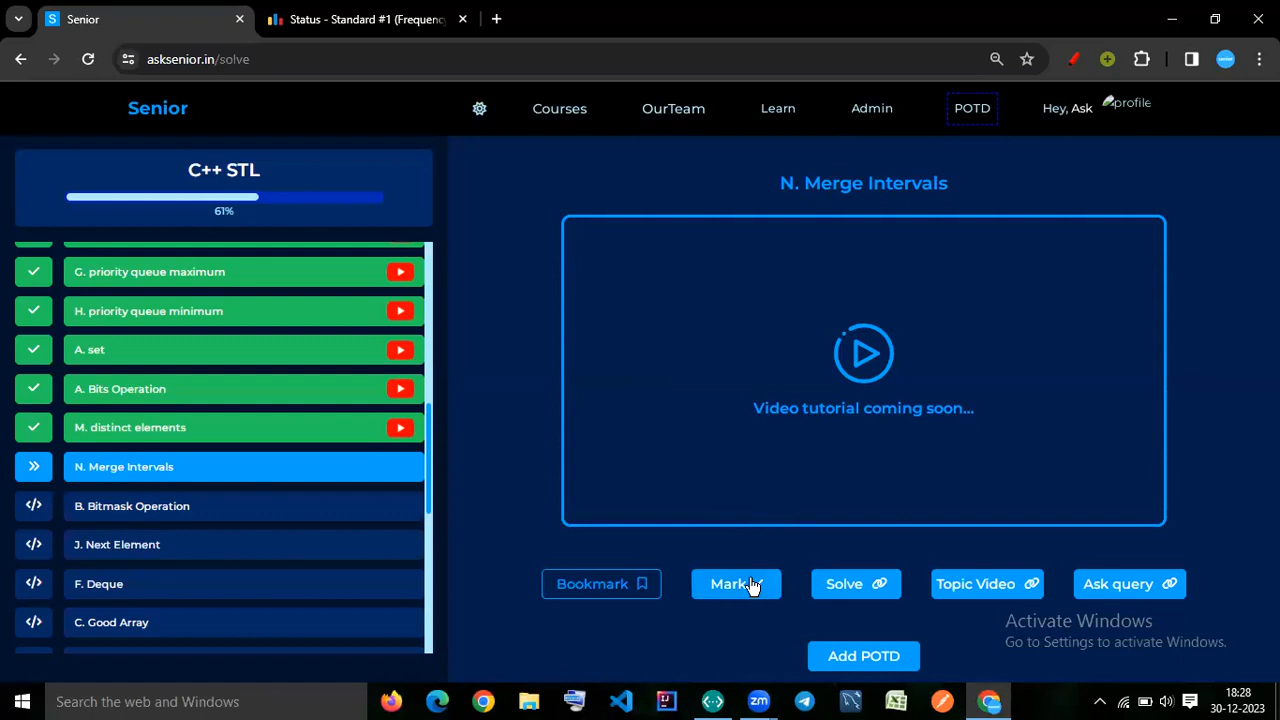 Senior
Status - Standard #1 (Frequency
asksenior.in/solve
Senior
Courses
OurTeam
Learn
Admin
POTD
Hey, Ask
profile
C++ STL
61%
G. priority queue maximum
H. priority queue minimum
A. set
A. Bits Operation
M. distinct elements
N. Merge Intervals
B. Bitmask Operation
J. Next Element
F. Deque
C. Good Array
N. Merge Intervals
Video tutorial coming soon...
Bookmark
Mark
Solve
Topic Video
Ask query
Add POTD
Activate Windows
Go to Settings to activate Windows.
Search the web and Windows
18:28
30-12-2023